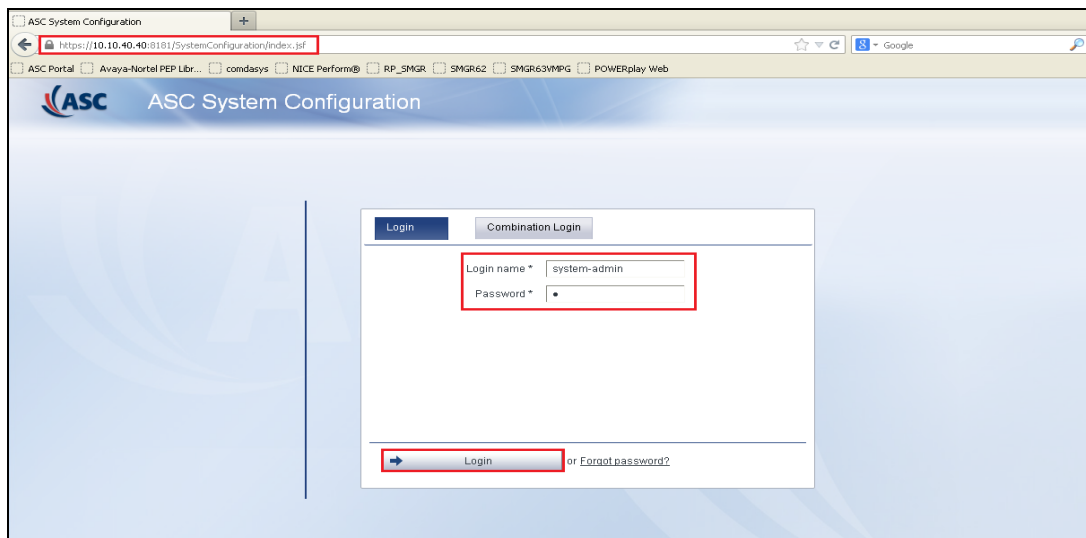 ASC System Configuration
+
https://10.10.40.40:8181/SystemConfiguration/index.jsf
8 Google
ASC Portal Avaya-Nortel PEP Libr... comdasys NICE Perform® RP_SMGR SMGR62 SMGR63VMPG POWERplay Web
ASC ASC System Configuration
Login Combination Login
Login name * system-admin
Password * •
Login or Forgot password?